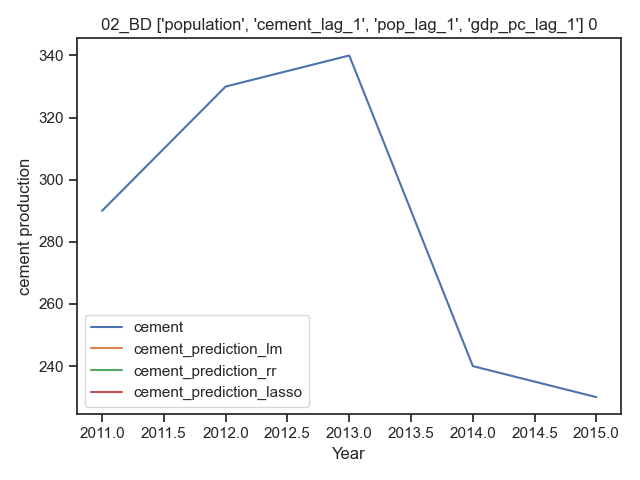 02_BD ['population', 'cement_lag_1', 'pop_lag_1', 'gdp_pc_lag_1'] 0
340
320
300
280
260
240
cement production
cement
cement_prediction_lm
cement_prediction_rr
cement_prediction_lasso
2011.0 2011.5 2012.0 2012.5 2013.0 2013.5 2014.0 2014.5 2015.0
Year